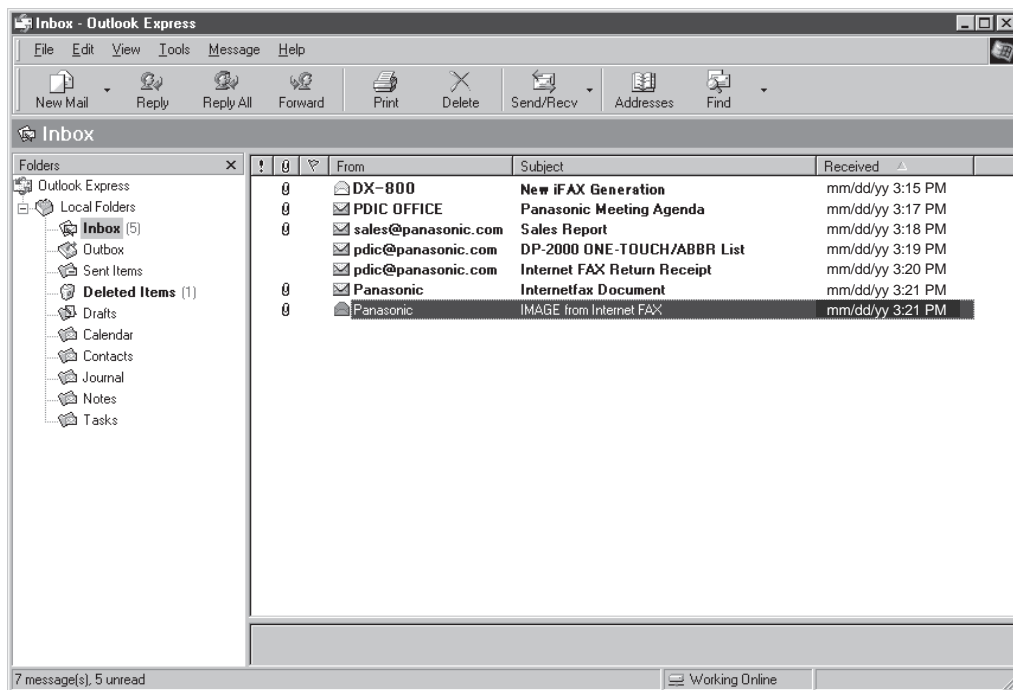 Inbox - Outlook Express
File Edit View Tools Message Help
New Mail Reply Reply All Forward Print Delete Send/Recv Addresses Find
Inbox
Folders
Outlook Express
Local Folders
Inbox (5)
Outbox
Sent Items
Deleted Items (1)
Drafts
Calendar
Contacts
Journal
Notes
Tasks
! From Subject Received
DX-800 New iFAX Generation mm/dd/yy 3:15 PM
PDIC OFFICE Panasonic Meeting Agenda mm/dd/yy 3:17 PM
sales@panasonic.com Sales Report mm/dd/yy 3:18 PM
pdic@panasonic.com DP-2000 ONE-TOUCH/ABBR List mm/dd/yy 3:19 PM
pdic@panasonic.com Internet FAX Return Receipt mm/dd/yy 3:20 PM
Panasonic Internetfax Document mm/dd/yy 3:21 PM
Panasonic IMAGE from Internet FAX mm/dd/yy 3:21 PM
7 message(s), 5 unread Working Online